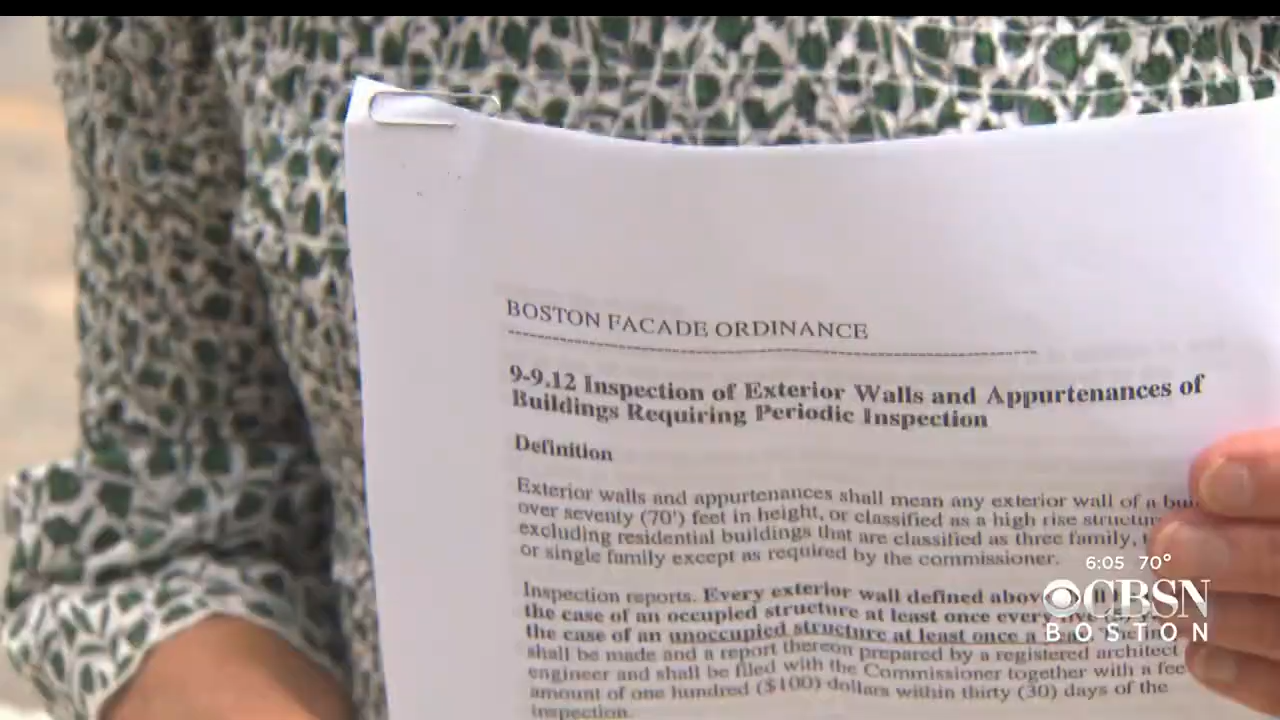 BOSTON FACADE ORDINANCE
9-9.12 Inspection of Exterior Walls and Appurtenances of
Buildings Requiring Periodic Inspection
Definition
Exterior walls and appurtenances shall mean any exterior wall of a
over seventy (70') feet in height, or classified as a high rise
excluding residential buildings that are classified as three family,
or single family except as required by the commissioner.
Inspection reports. Every exterior wall defined above
the case of an occupied structure at least once every
the case of an unoccupied structure at least once a
shall be made and a report thereon prepared by a registered architect
engineer and shall be filed with the Commissioner together with a fee
amount of one hundred ($100) dollars within thirty (30) days of the
inspection.
6:05 70°
CBSN
BOSTON